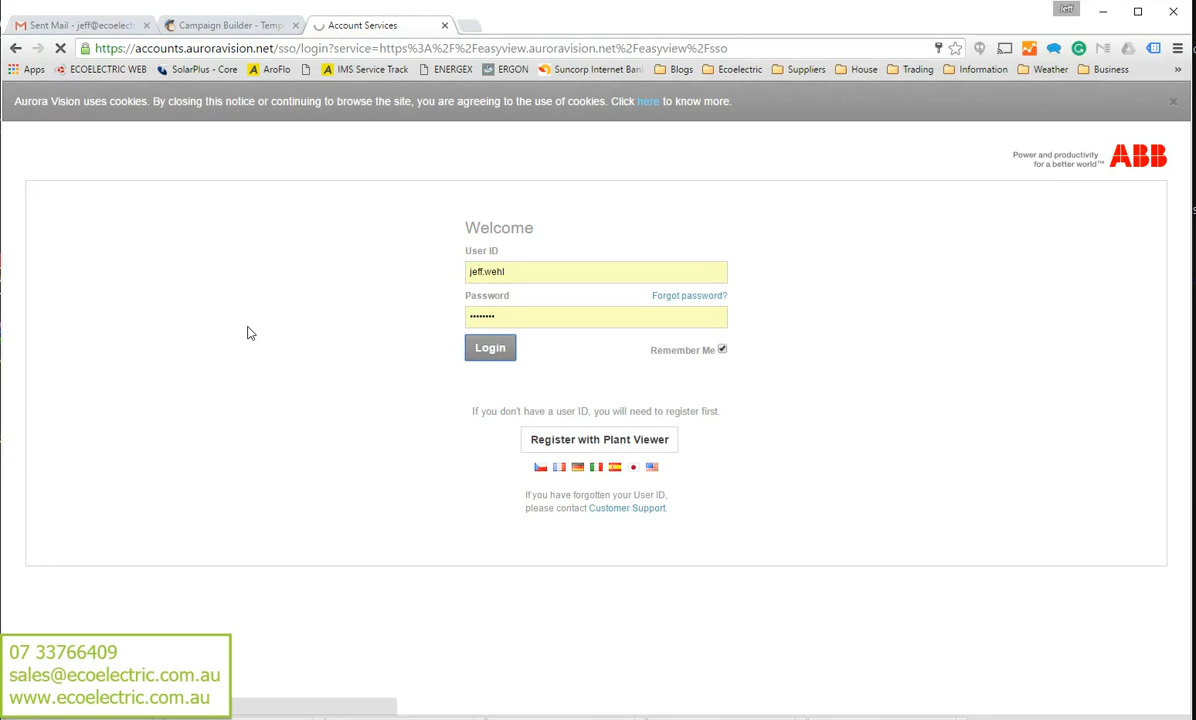 Jeff
Sent Mail - jeff@ecoelectr
Campaign Builder - Temp
Account Services
https://accounts.auroravision.net/sso/login?service=https%3A%2F%2Feasyview.auroravision.net%2Feasyview%2Fsso
Apps ECOELECTRIC WEB SolarPlus - Core AroFlo IMS Service Track ENERGEX ERGON Suncorp Internet Ban Blogs Ecoelectric Suppliers House Trading Information Weather Business »
Aurora Vision uses cookies. By closing this notice or continuing to browse the site, you are agreeing to the use of cookies. Click here to know more.
Power and productivity
for a better world™
ABB
Welcome
User ID
jeff.wehl
Password Forgot password?
••••••••
Login Remember Me
If you don't have a user ID, you will need to register first.
Register with Plant Viewer
If you have forgotten your User ID,
please contact Customer Support.
07 33766409
sales@ecoelectric.com.au
www.ecoelectric.com.au